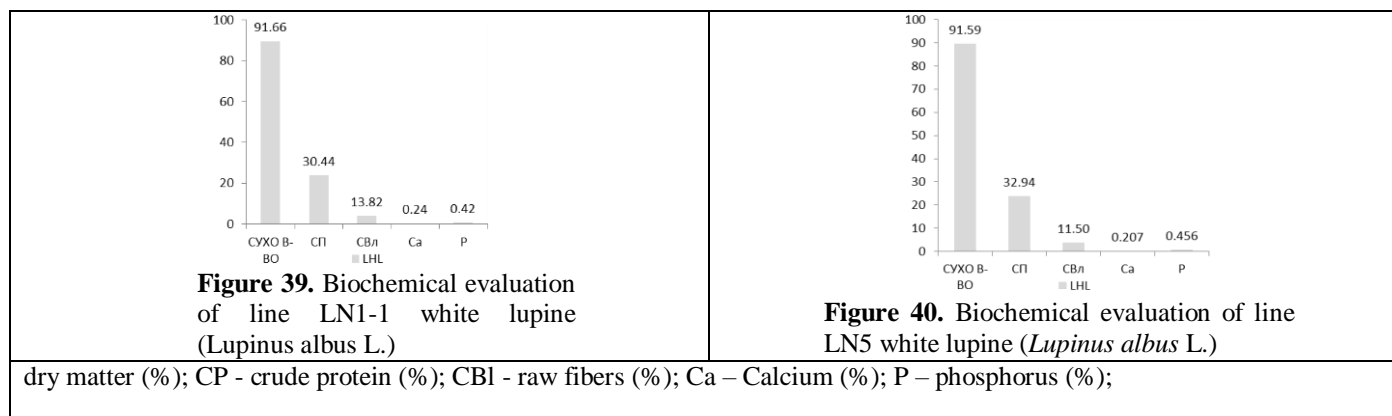 100
91.66
80
60
40
30.44
20
13.82
0.24
0.42
0
СУХО В-
ВО
СП
СВл
Ca
P
LHL
Figure 39. Biochemical evaluation
of line LN1-1 white lupine
(Lupinus albus L.)
100
91.59
90
80
70
60
50
40
32.94
30
20
11.50
10
0.207
0.456
0
СУХО В-
ВО
СП
СВл
Ca
P
LHL
Figure 40. Biochemical evaluation of line
LN5 white lupine (Lupinus albus L.)
dry matter (%); CP - crude protein (%); CBl - raw fibers (%); Ca – Calcium (%); P – phosphorus (%);